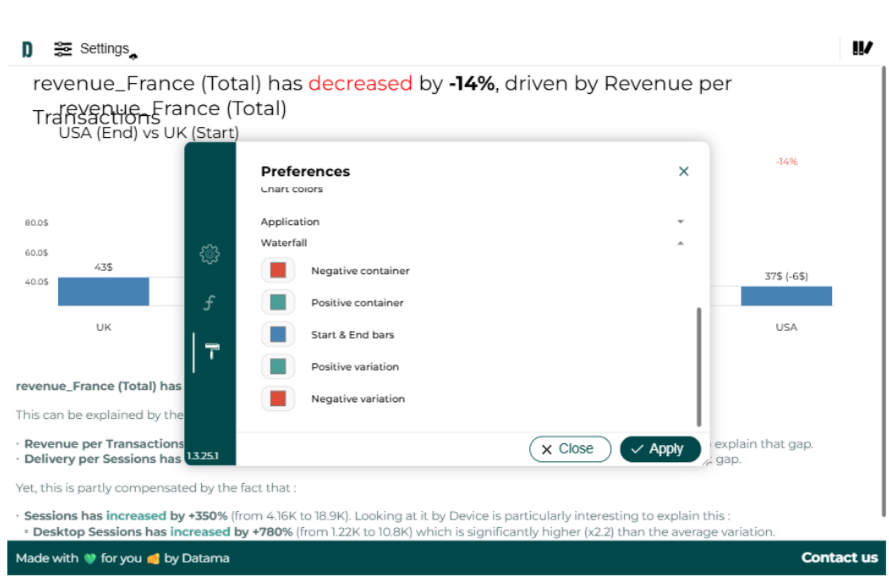 D Settings
revenue_France (Total) has decreased by -14%, driven by Revenue per
Transactions
revenue_France (Total)
USA (End) vs UK (Start)
-14%
Preferences
Chart colors
Application
Waterfall
Negative container
Positive container
Start & End bars
Positive variation
Negative variation
Close
Apply
1.3.25.1
80.0$
60.0$
40.0$
43$
UK
37$ (-6$)
USA
revenue_France (Total) has
This can be explained by the
· Revenue per Transactions
explain that gap.
· Delivery per Sessions has
gap.
Yet, this is partly compensated by the fact that :
· Sessions has increased by +350% (from 4.16K to 18.9K). Looking at it by Device is particularly interesting to explain this :
∘ Desktop Sessions has increased by +780% (from 1.22K to 10.8K) which is significantly higher (x2.2) than the average variation.
Made with 💚 for you 🧀 by Datama
Contact us